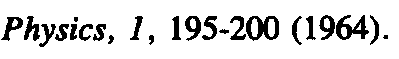 Physics, 1, 195-200 (1964).